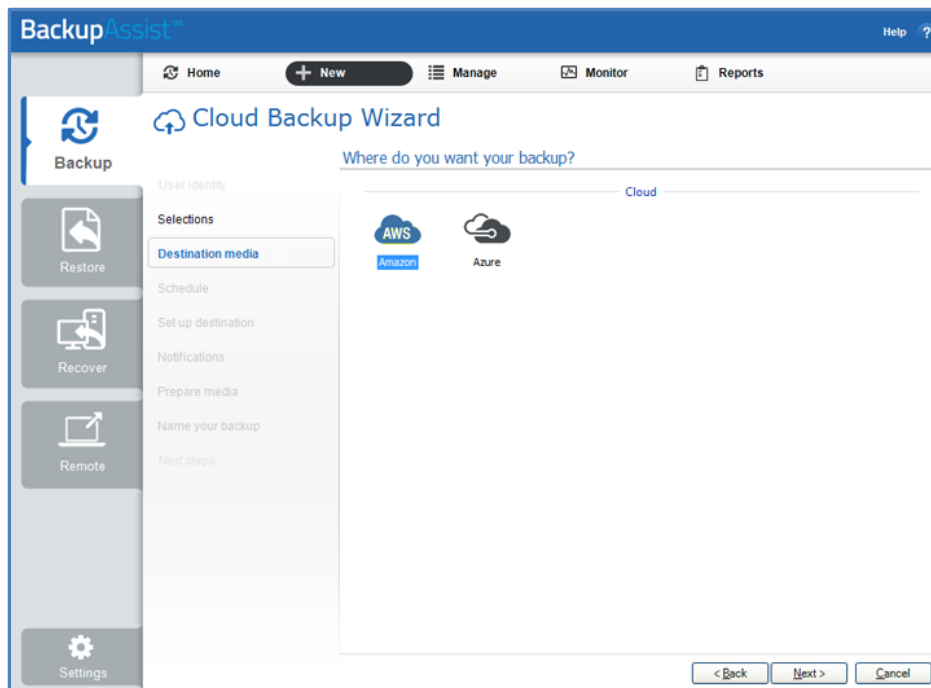 BackupAssist™
Help ?
Home New Manage Monitor Reports
Cloud Backup Wizard
Backup
Restore
Recover
Remote
Settings
User identity
Selections
Destination media
Schedule
Set up destination
Notifications
Prepare media
Name your backup
Next steps
Where do you want your backup?
Cloud
AWS
Amazon Azure
< Back Next > Cancel